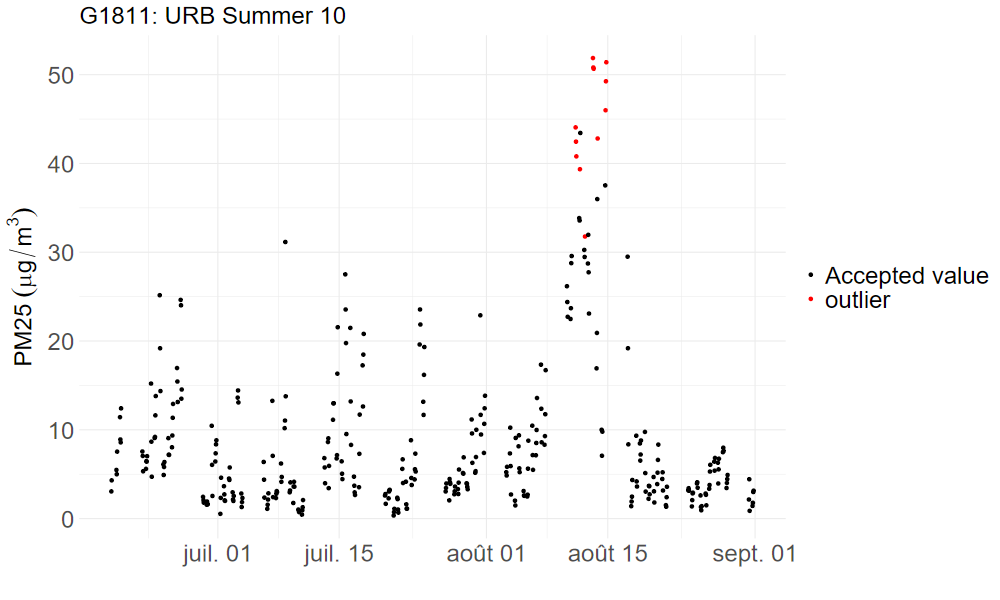 G1811: URB Summer 10
PM25 (μg/m³)
50
40
30
20
10
0
juil. 01
juil. 15
août 01
août 15
sept. 01
Accepted value
outlier